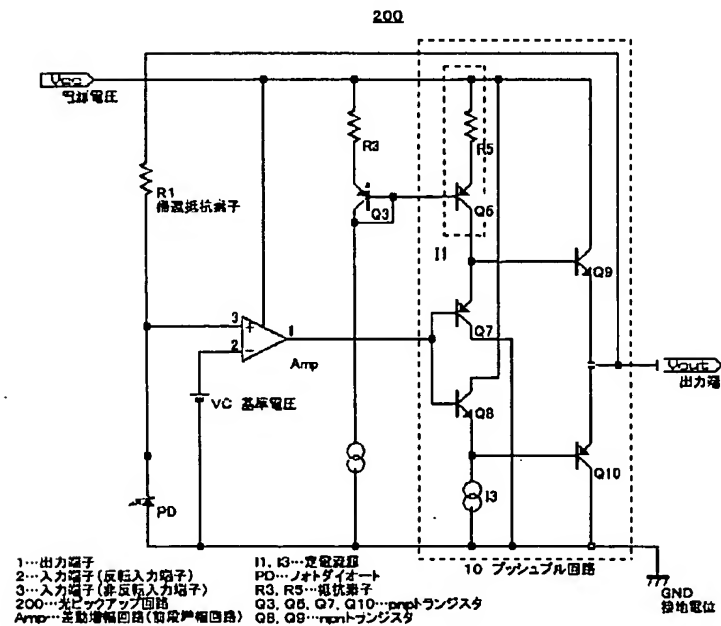 200
Vcc
電源電圧
R3
R5
R1
帰還抵抗素子
Q3
Q5
I1
Q9
3
+
1
2
−
Q7
Amp
Vout
出力端
VC 基準電圧
Q8
Q10
PD
I3
1…出力端子
2…入力端子(反転入力端子)
3…入力端子(非反転入力端子)
200…光ピックアップ回路
Amp…差動増幅回路(前段増幅回路)
I1, I3…定電流源
PD…フォトダイオート
R3, R5…抵抗素子
Q3, Q5, Q7, Q10…pnpトランジスタ
Q8, Q9…npnトランジスタ
10 プッシュプル回路
GND
接地電位